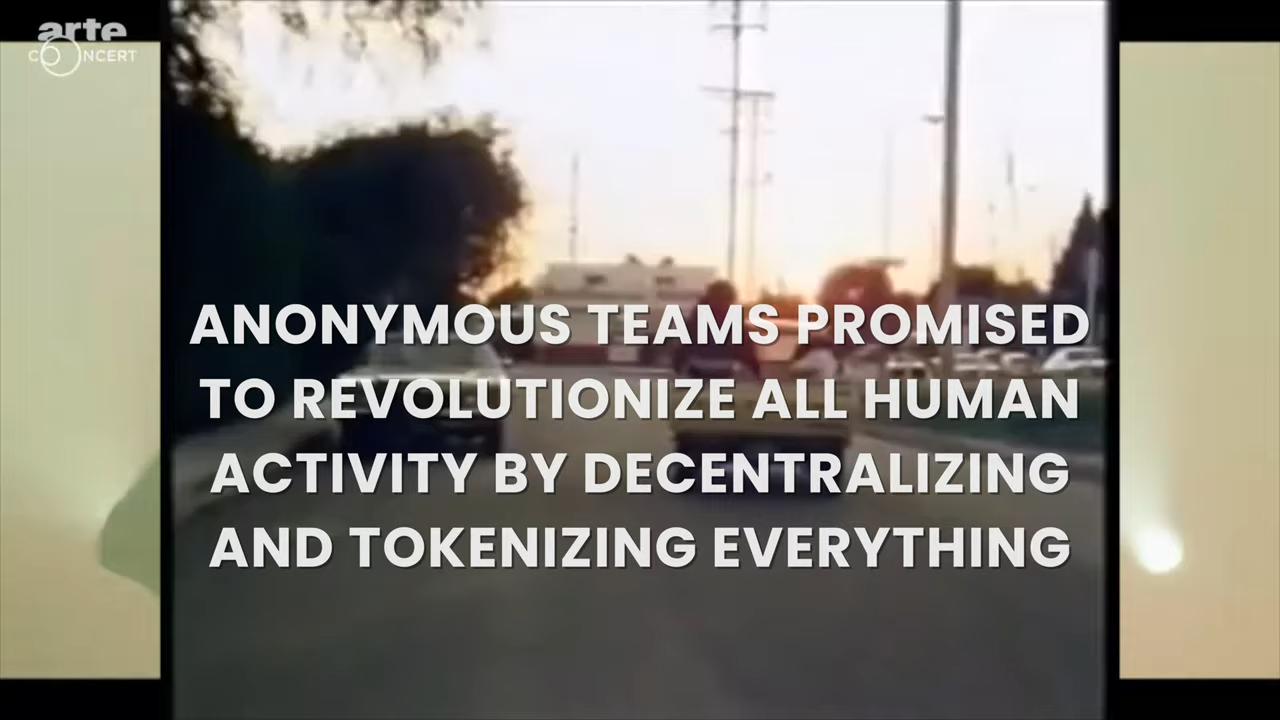 arte
CONCERT
ANONYMOUS TEAMS PROMISED
TO REVOLUTIONIZE ALL HUMAN
ACTIVITY BY DECENTRALIZING
AND TOKENIZING EVERYTHING